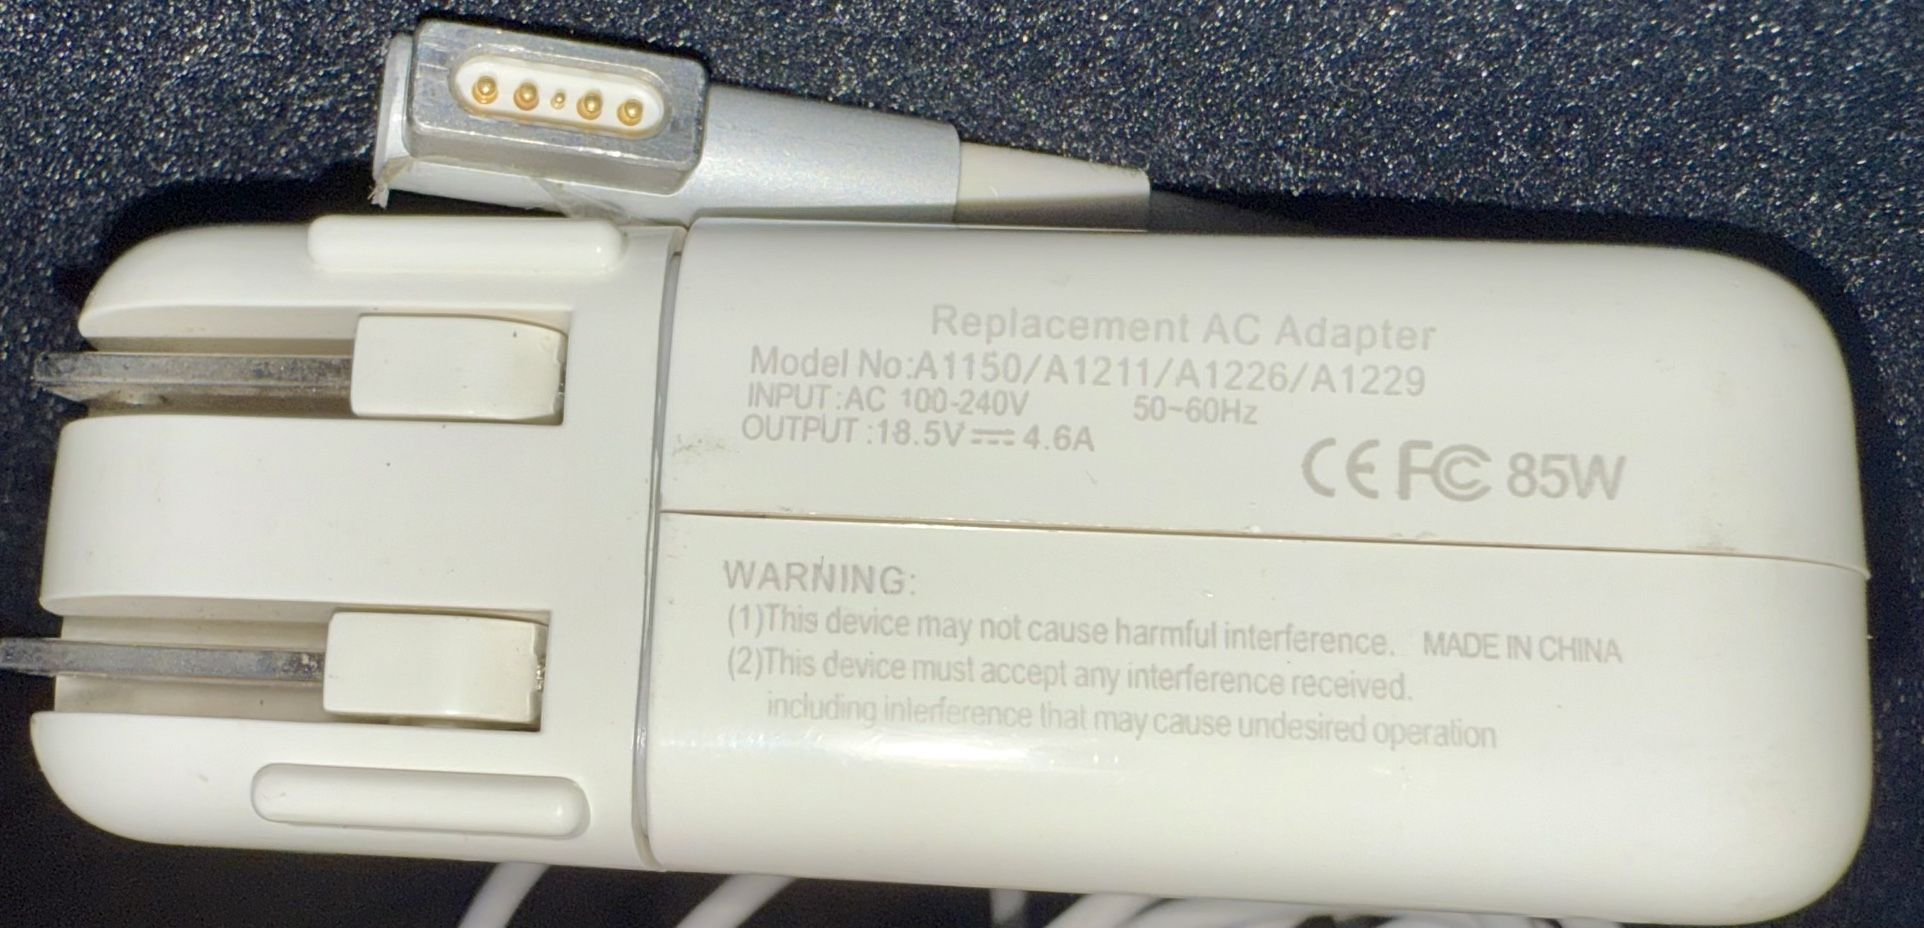 Replacement AC Adapter
Model No:A1150/A1211/A1226/A1229
INPUT:AC 100-240V 50~60Hz
OUTPUT:18.5V⎓4.6A
CE FC 85W
WARNING:
(1)This device may not cause harmful interference. MADE IN CHINA
(2)This device must accept any interference received.
including interference that may cause undesired operation